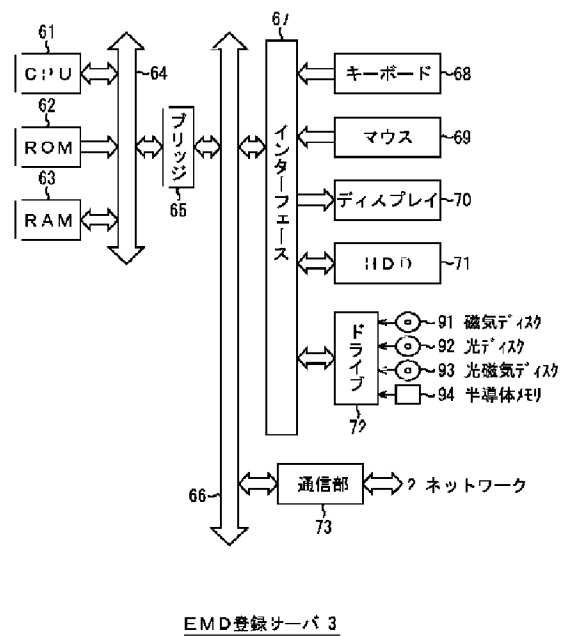 61
CPU
62
ROM
63
RAM
64
ブリッジ
65
66
67
インターフェース
キーボード
68
マウス
69
ディスプレイ
70
HDD
71
ドライブ
72
91 磁気ディスク
92 光ディスク
93 光磁気ディスク
94 半導体メモリ
通信部
73
2 ネットワーク
EMD登録サーバ 3